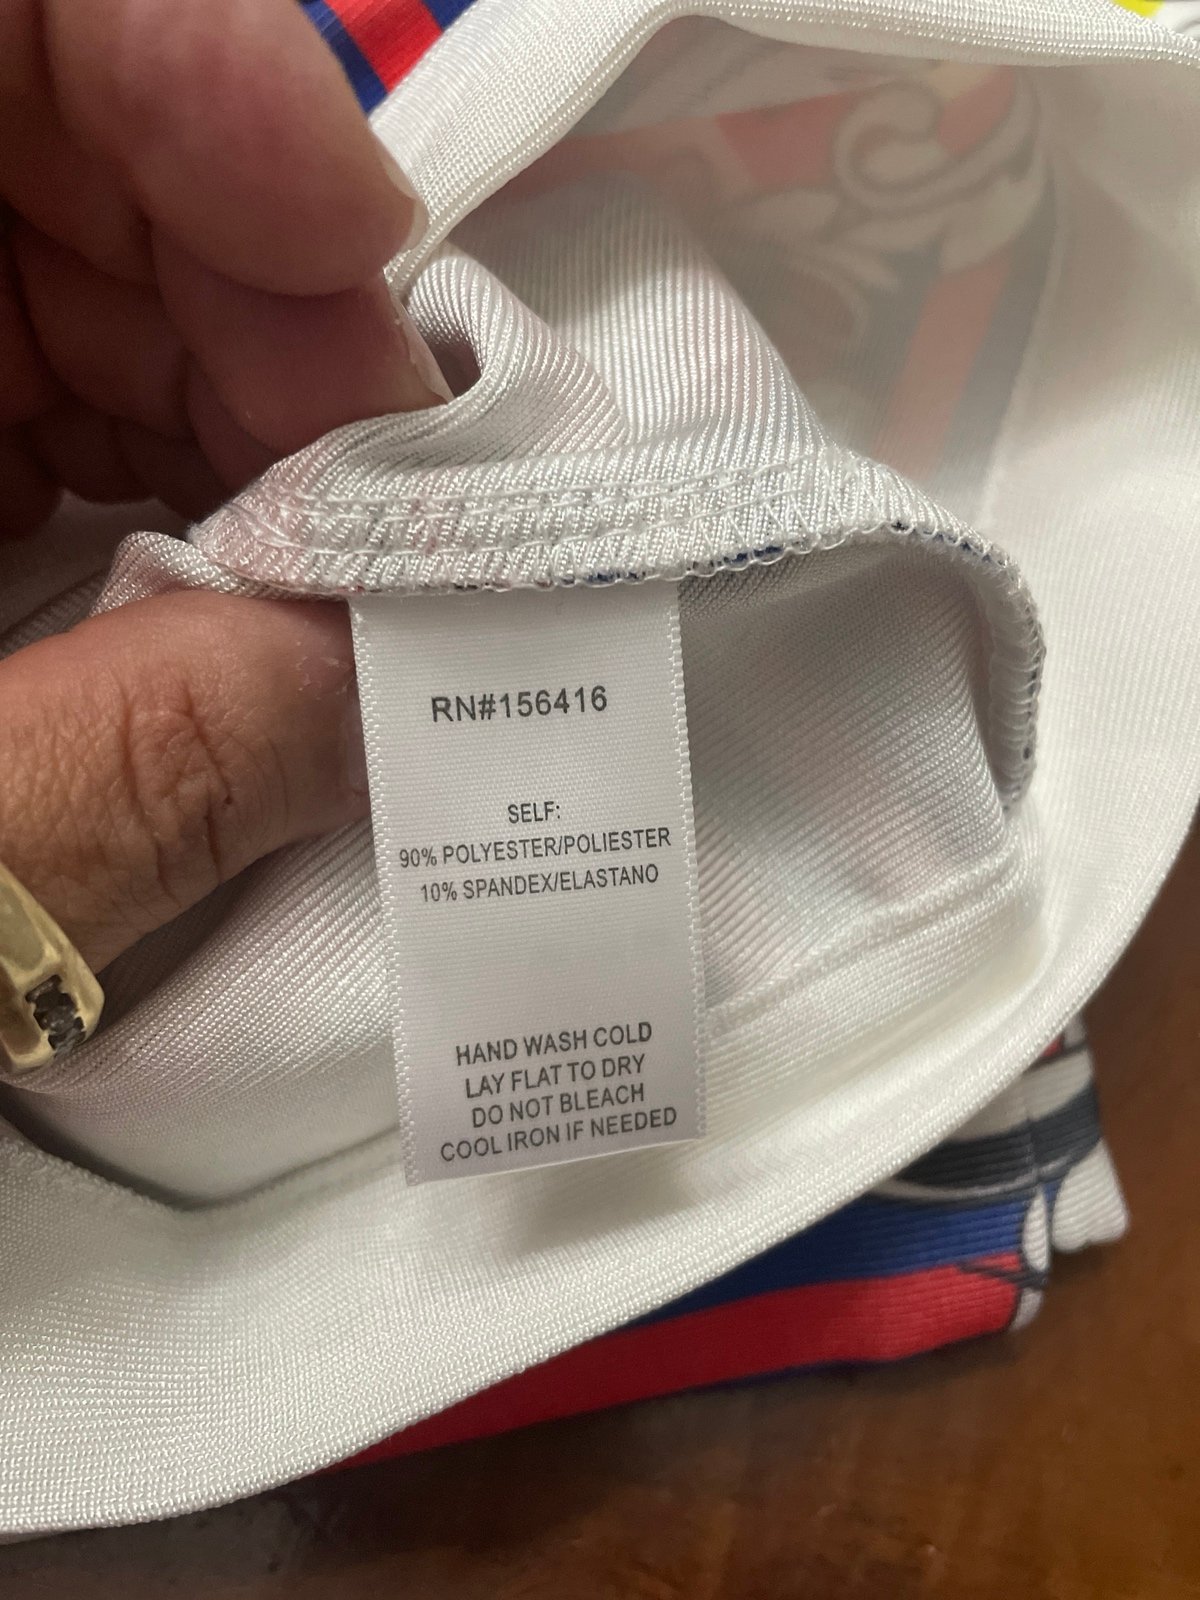 RN#156416
SELF:
90% POLYESTER/POLIESTER
10% SPANDEX/ELASTANO
HAND WASH COLD
LAY FLAT TO DRY
DO NOT BLEACH
COOL IRON IF NEEDED